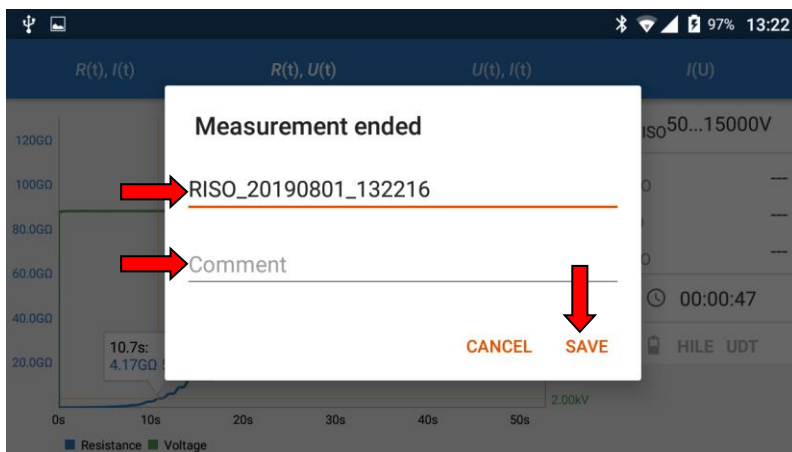 97% 13:22
R(t), I(t) R(t), U(t) U(t), I(t) I(U)
Measurement ended
ISO50...15000V
120GΩ
100GΩ
RISO_20190801_132216
---
80.0GΩ
---
Comment
---
60.0GΩ
00:00:47
40.0GΩ
10.7s:
CANCEL SAVE
HILE UDT
20.0GΩ
4.17GΩ
2.00kV
0s 10s 20s 30s 40s 50s
Resistance Voltage